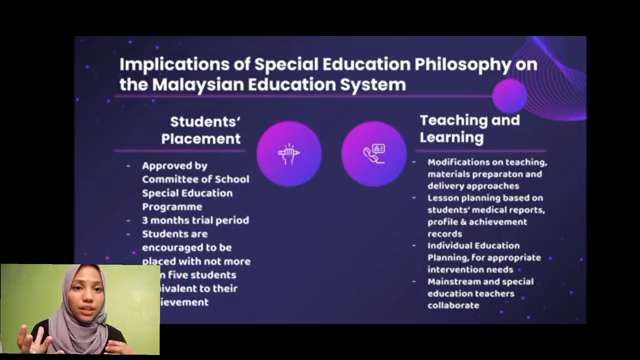 Implications of Special Education Philosophy on
the Malaysian Education System
Students'
Placement
- Approved by
Committee of School
Special Education
Programme
- 3 months trial period
- Students are
encouraged to be
placed with not more
five students
to their
Teaching and
Learning
- Modifications on teaching,
materials preparaton and
delivery approaches
- Lesson planning based on
students' medical reports,
profile & achievement
records
- Individual Education
Planning, for appropriate
intervention needs
- Mainstream and special
education teachers
collaborate